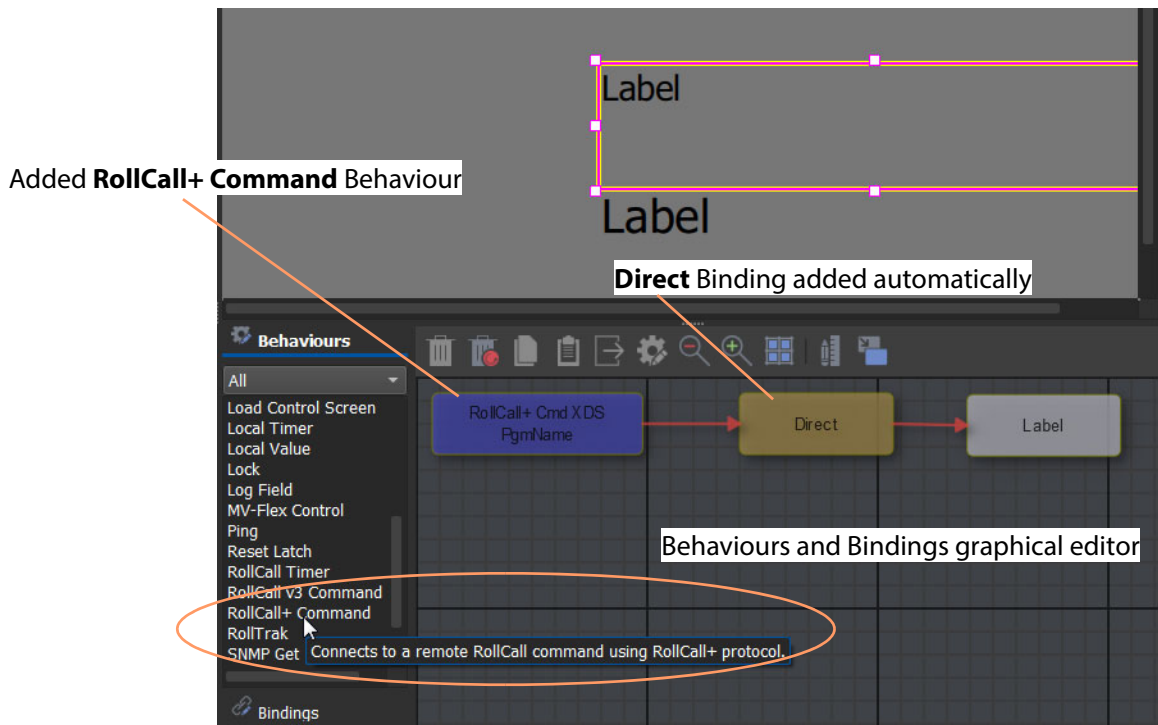 Label
Added RollCall+ Command Behaviour
Label
Direct Binding added automatically
Behaviours
All
Load Control Screen
Local Timer
Local Value
Lock
Log Field
MV-Flex Control
Ping
Reset Latch
RollCall Timer
RollCall v3 Command
RollCall+ Command
RollTrak
SNMP Get
Connects to a remote RollCall command using RollCall+ protocol.
Bindings
RollCall+ Cmd XDS
PgmName
Direct
Label
Behaviours and Bindings graphical editor